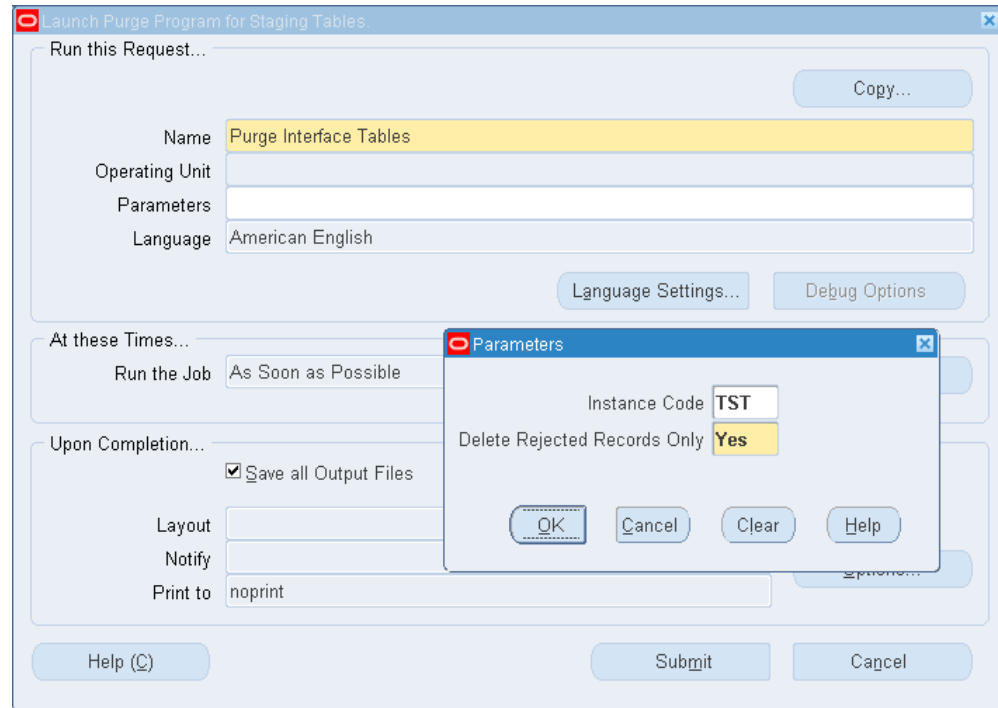 Launch Purge Program for Staging Tables.
Run this Request...
Copy...
Name Purge Interface Tables
Operating Unit
Parameters
Language American English
Language Settings... Debug Options
At these Times...
Run the Job As Soon as Possible
Parameters
Instance Code TST
Delete Rejected Records Only Yes
OK Cancel Clear Help
Upon Completion...
Save all Output Files
Layout
Notify
Options...
Print to noprint
Help (C) Submit Cancel